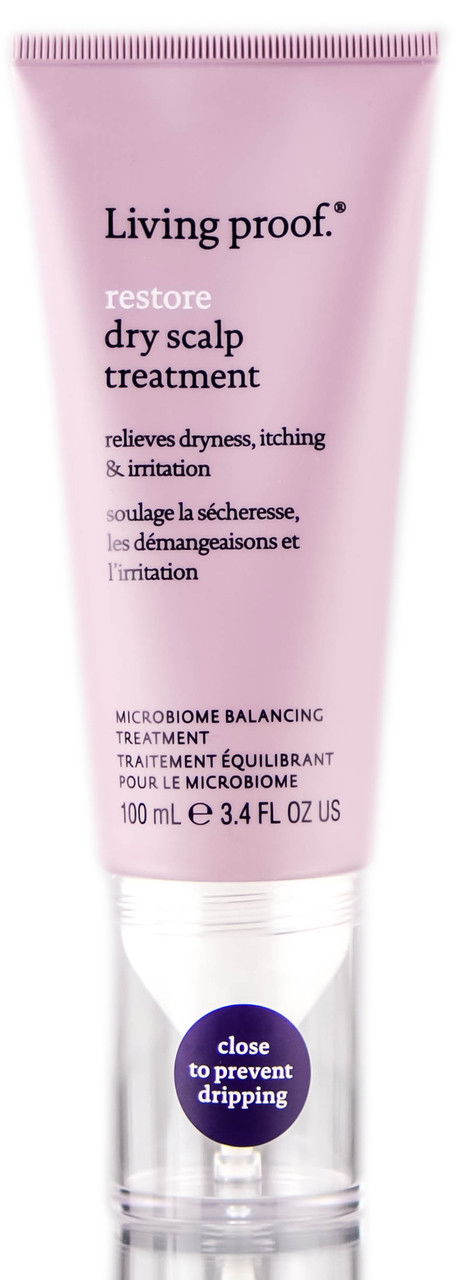 Living proof.®
restore
dry scalp
treatment
relieves dryness, itching
& irritation
soulage la sécheresse,
les démangeaisons et
l'irritation
MICROBIOME BALANCING
TREATMENT
TRAITEMENT ÉQUILIBRANT
POUR LE MICROBIOME
100 mL ℮ 3.4 FL OZ US
close
to prevent
dripping